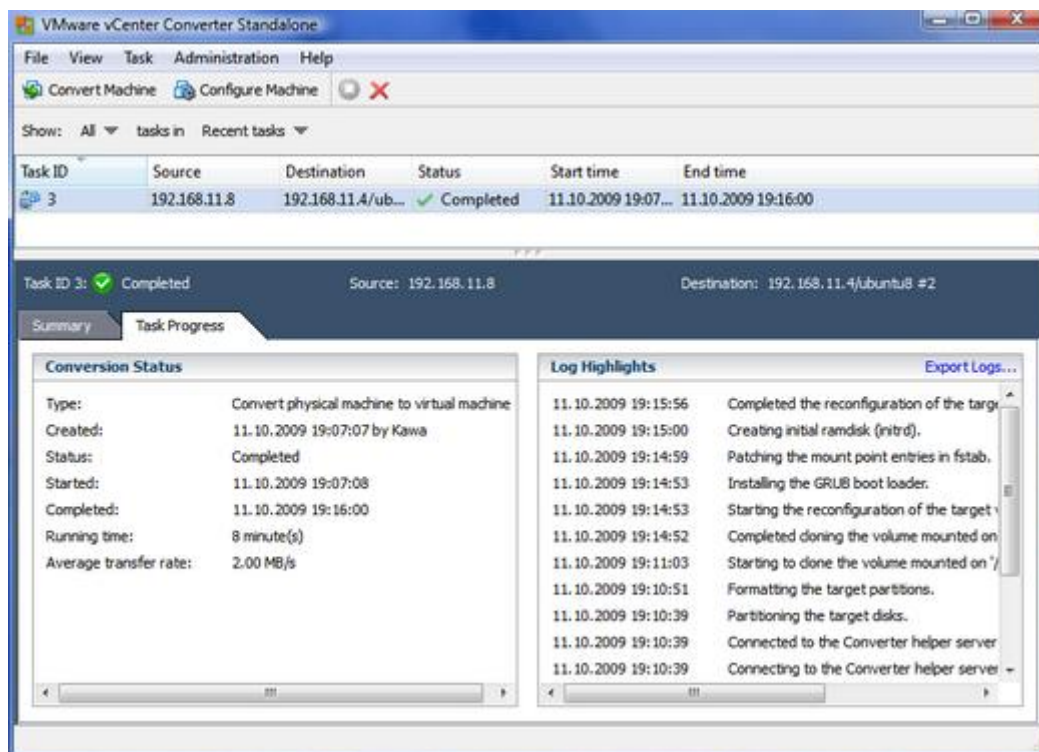 VMware vCenter Converter Standalone
File View Task Administration Help
Convert Machine Configure Machine
Show: All tasks in Recent tasks
Task ID Source Destination Status Start time End time
3 192.168.11.8 192.168.11.4/ub... Completed 11.10.2009 19:07... 11.10.2009 19:16:00
Task ID 3: Completed Source: 192.168.11.8 Destination: 192.168.11.4/ubuntu8 #2
Summary Task Progress
Conversion Status
Type: Convert physical machine to virtual machine
Created: 11.10.2009 19:07:07 by Kawa
Status: Completed
Started: 11.10.2009 19:07:08
Completed: 11.10.2009 19:16:00
Running time: 8 minute(s)
Average transfer rate: 2.00 MB/s
Log Highlights Export Logs...
11.10.2009 19:15:56 Completed the reconfiguration of the targe
11.10.2009 19:15:00 Creating initial ramdisk (initrd).
11.10.2009 19:14:59 Patching the mount point entries in fstab.
11.10.2009 19:14:53 Installing the GRUB boot loader.
11.10.2009 19:14:53 Starting the reconfiguration of the target v
11.10.2009 19:14:52 Completed cloning the volume mounted on
11.10.2009 19:11:03 Starting to clone the volume mounted on '/
11.10.2009 19:10:51 Formatting the target partitions.
11.10.2009 19:10:39 Partitioning the target disks.
11.10.2009 19:10:39 Connected to the Converter helper server
11.10.2009 19:10:39 Connecting to the Converter helper server